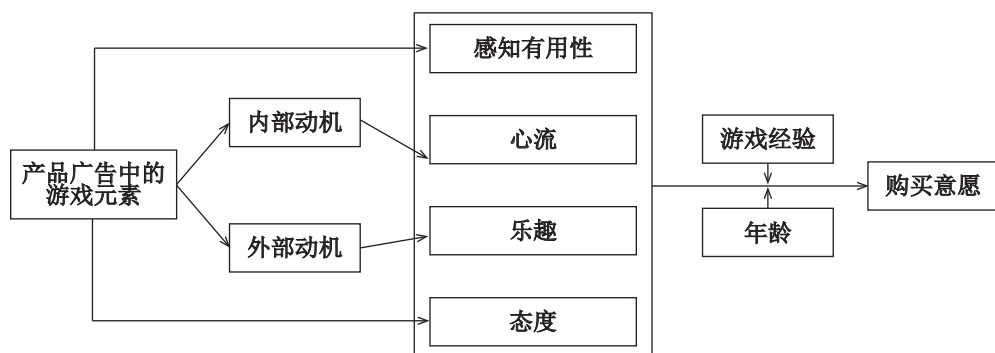 感知有用性
内部动机
心流
游戏经验
产品广告中的
游戏元素
购买意愿
外部动机
乐趣
年龄
态度